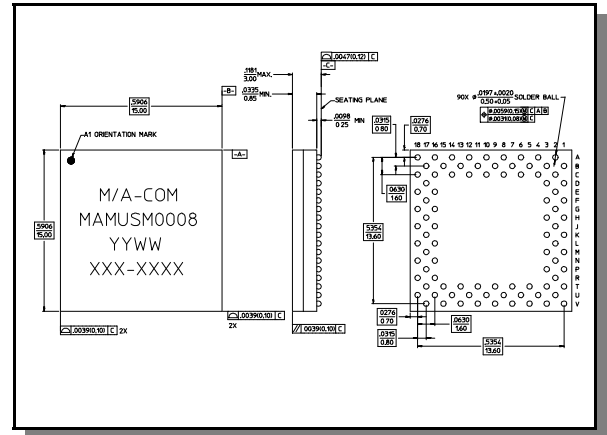 .0047(0.12) C
-C-
.1181 MAX.
3.00
.0335 MIN.
0.85
-B-
.5906
15.00
SEATING PLANE
.0098 MIN
0.25
90X ⌀ .0197±.0020 SOLDER BALL
0.50±0.05
⌀.0059(0.15)Ⓜ C A B
⌀.0031(0.08)Ⓜ C
.0276
0.70
.0315
0.80
A1 ORIENTATION MARK
-A-
18 17 16 15 14 13 12 11 10 9 8 7 6 5 4 3 2 1
A
B
C
D
E
F
G
H
J
K
L
M
N
P
R
T
U
V
M/A-COM
MAMUSM0008
YYWW
XXX-XXXX
.5906
15.00
.0630
1.60
.5354
13.60
.0039(0.10) C
2X
.0039(0.10) C 2X
// .0039(0.10) C
.0276
0.70
.0315
0.80
.0630
1.60
.5354
13.60